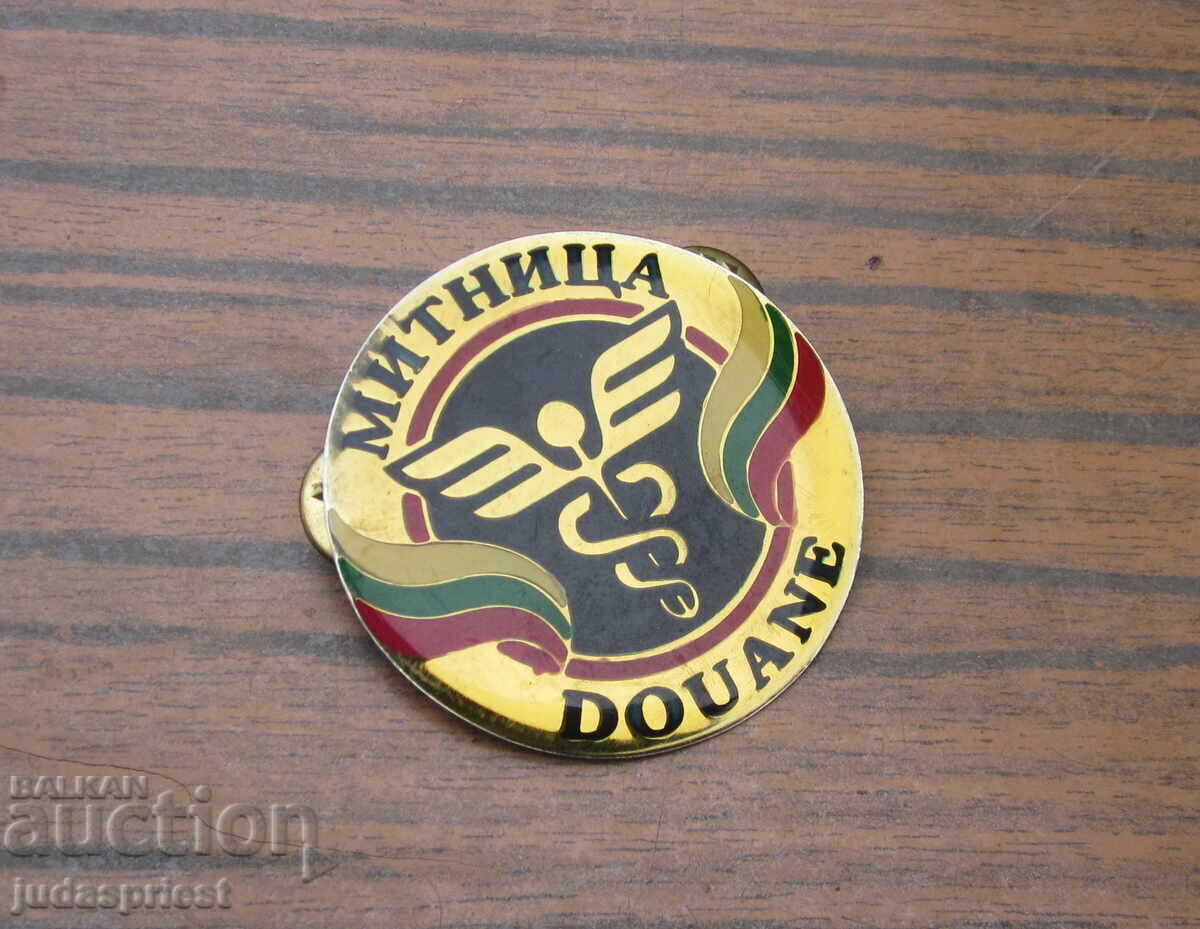 МИТНИЦА
DOUANE
BALKAN
auction
judaspriest